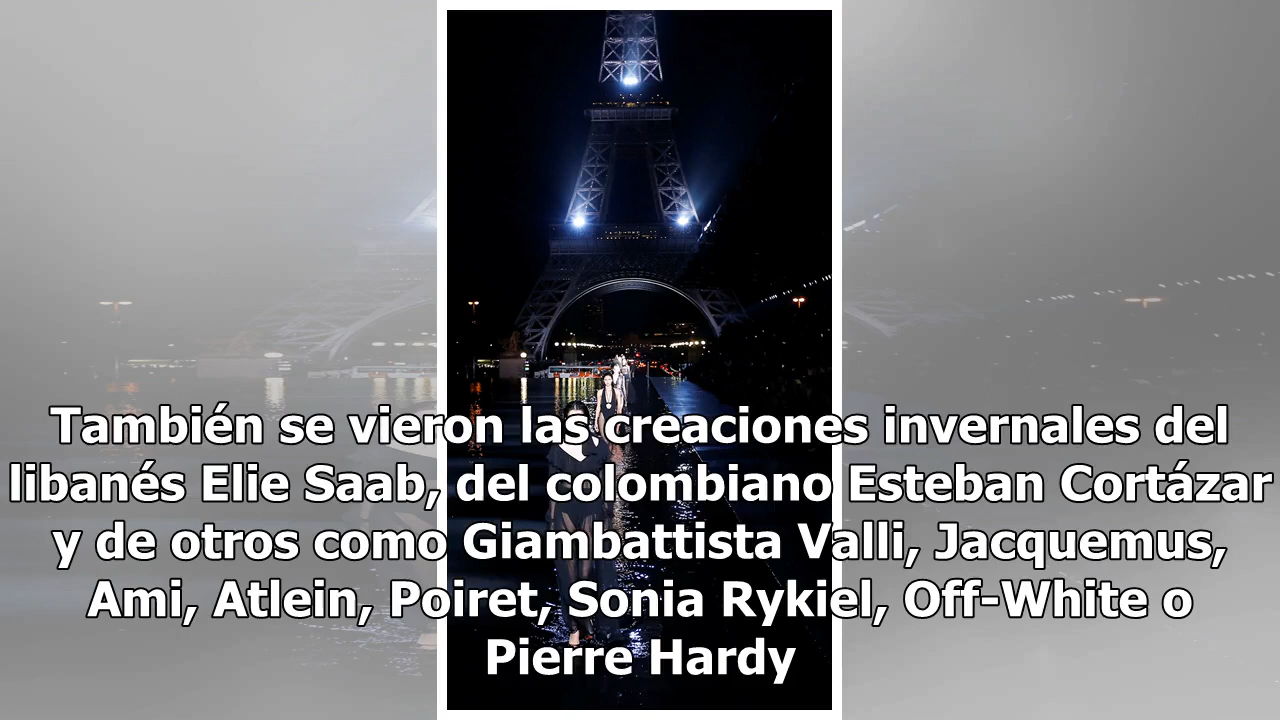 También se vieron las creaciones invernales del
libanés Elie Saab, del colombiano Esteban Cortázar
y de otros como Giambattista Valli, Jacquemus,
Ami, Atlein, Poiret, Sonia Rykiel, Off-White o
Pierre Hardy